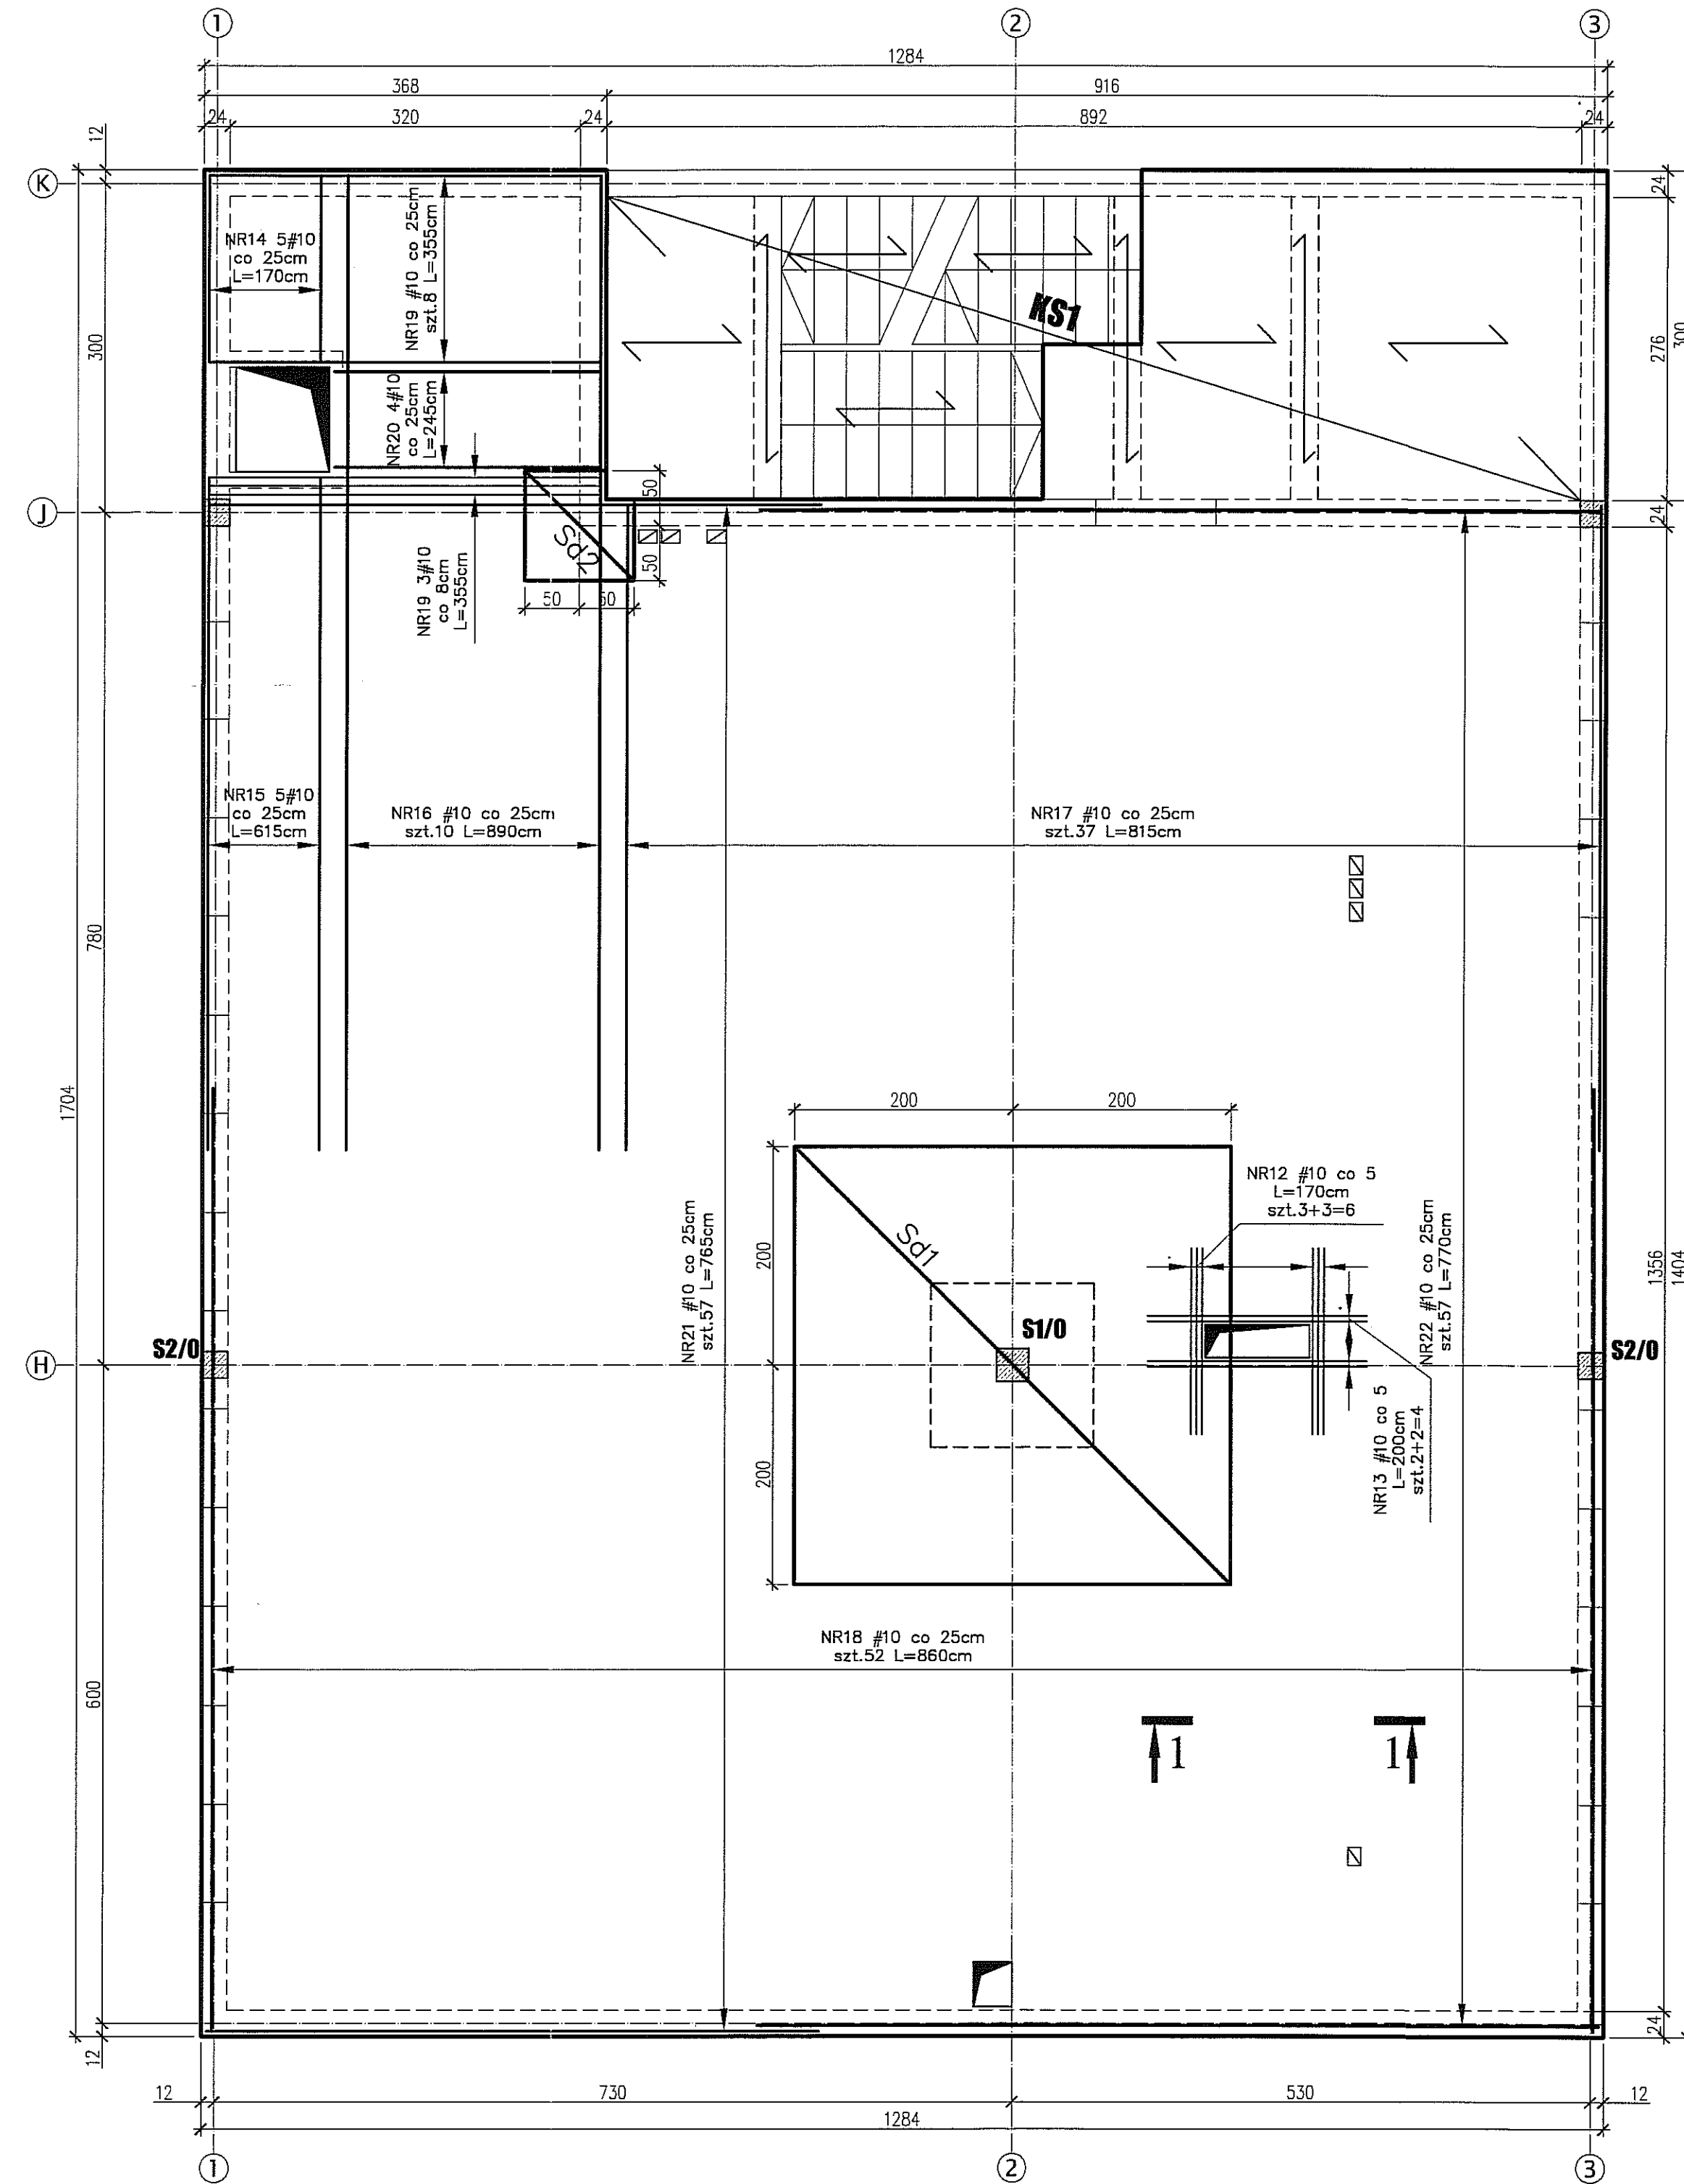 1
2
3
1284
368
916
24
320
24
892
24
12
K
24
NR14 5#10
co 25cm
L=170cm
NR19 #10 co 25cm
szt.8 L=355cm
KS1
300
276
300
NR20 4#10
co 25cm
L=245cm
50
50
J
24
Sd2
50
50
NR19 3#10
co 8cm
L=355cm
NR15 5#10
co 25cm
L=615cm
NR16 #10 co 25cm
szt.10 L=890cm
NR17 #10 co 25cm
szt.37 L=815cm
780
1704
200
200
NR12 #10 co 5
L=170cm
szt.3+3=6
200
Sd1
NR21 #10 co 25cm
szt.57 L=765cm
NR22 #10 co 25cm
szt.57 L=770cm
1356
1404
S2/0
S1/0
S2/0
H
200
NR13 #10 co 5
L=200cm
szt.2+2=4
NR18 #10 co 25cm
szt.52 L=860cm
600
1
1
24
12
12
730
530
12
1284
1
2
3